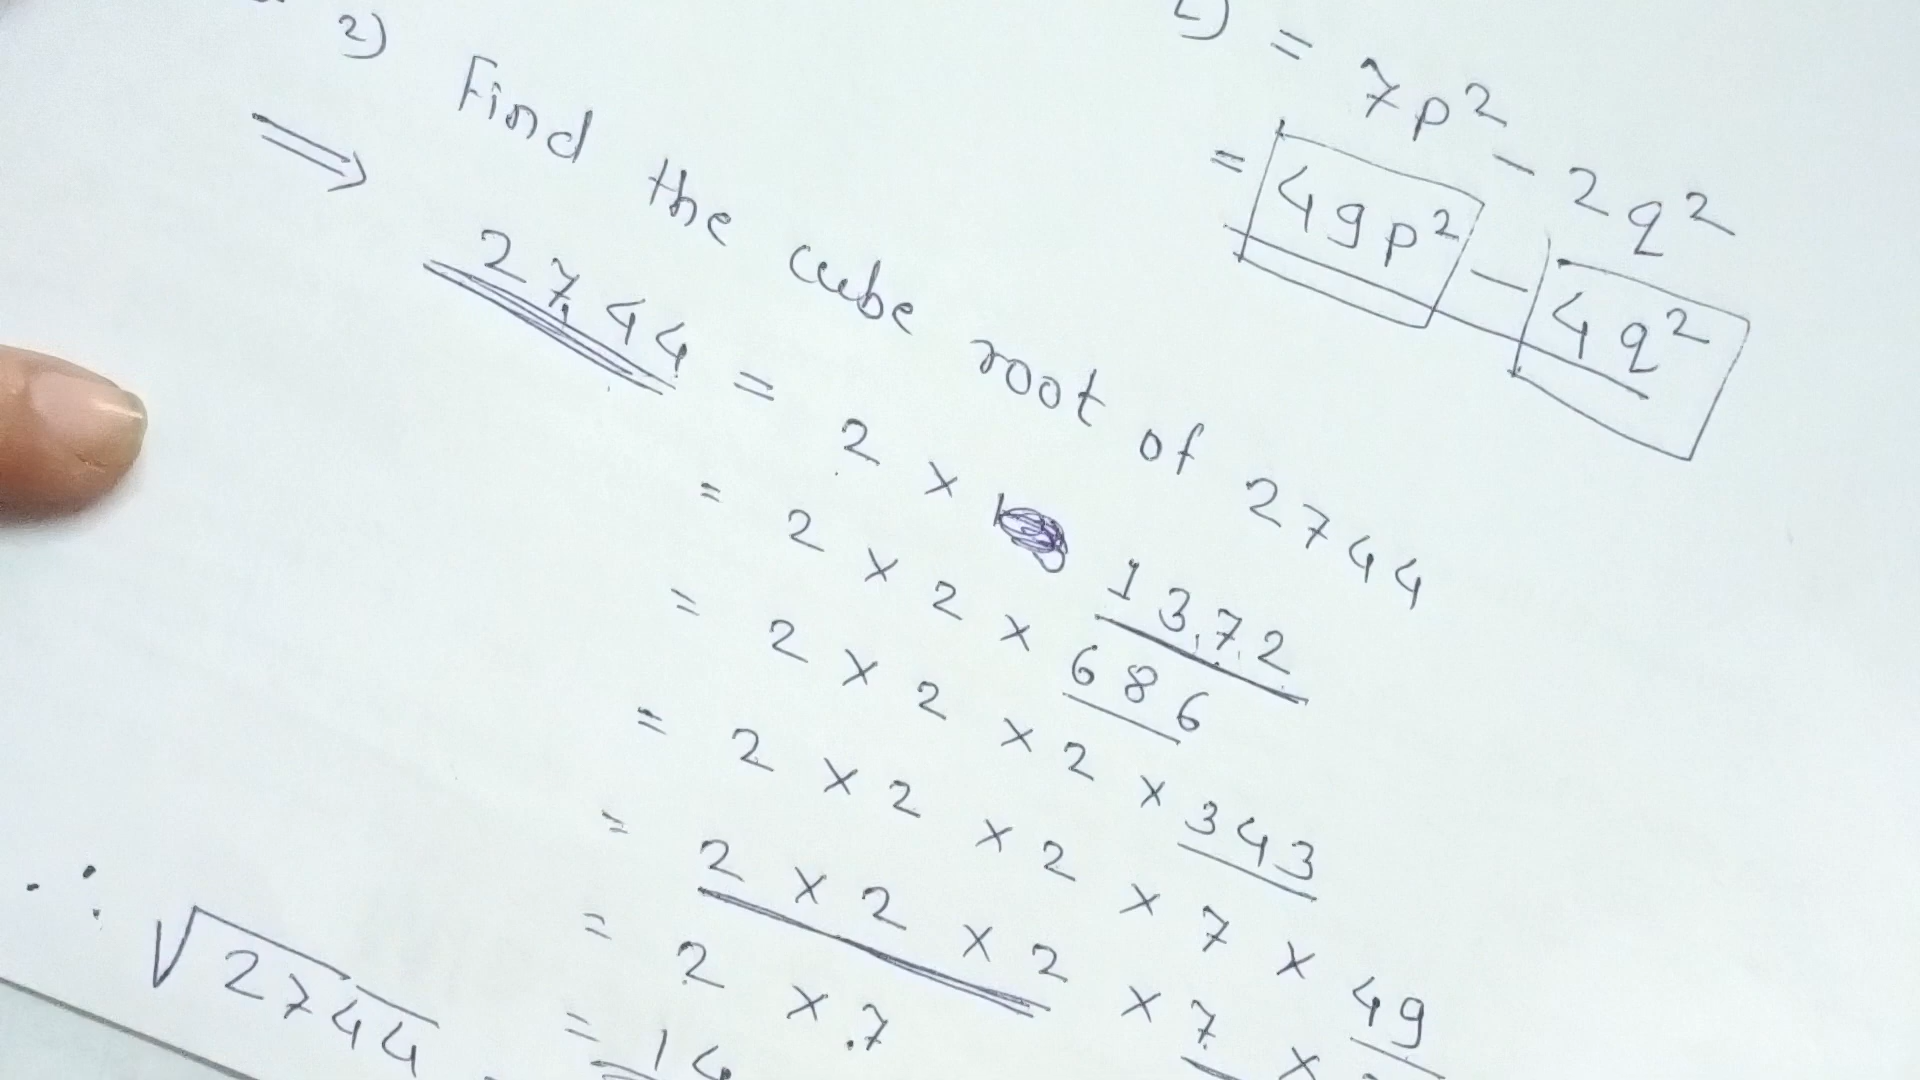 2) Find the cube root of 2744
⇒ 2744 = 2 × 1372
= 2 × 2 × 686
= 2 × 2 × 2 × 343
= 2 × 2 × 2 × 7 × 49
= 2 × 2 × 2 × 7 ×
= 2 × 7
∴ √2744 = 14
= 7p² - 2q²
= 49p² - 4q²